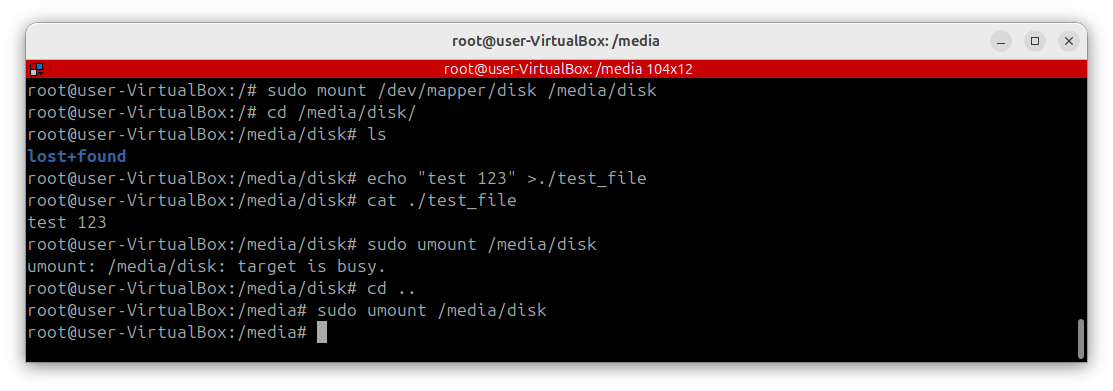 root@user-VirtualBox: /media
root@user-VirtualBox: /media 104x12
root@user-VirtualBox:/# sudo mount /dev/mapper/disk /media/disk
root@user-VirtualBox:/# cd /media/disk/
root@user-VirtualBox:/media/disk# ls
lost+found
root@user-VirtualBox:/media/disk# echo "test 123" >./test_file
root@user-VirtualBox:/media/disk# cat ./test_file
test 123
root@user-VirtualBox:/media/disk# sudo umount /media/disk
umount: /media/disk: target is busy.
root@user-VirtualBox:/media/disk# cd ..
root@user-VirtualBox:/media# sudo umount /media/disk
root@user-VirtualBox:/media#